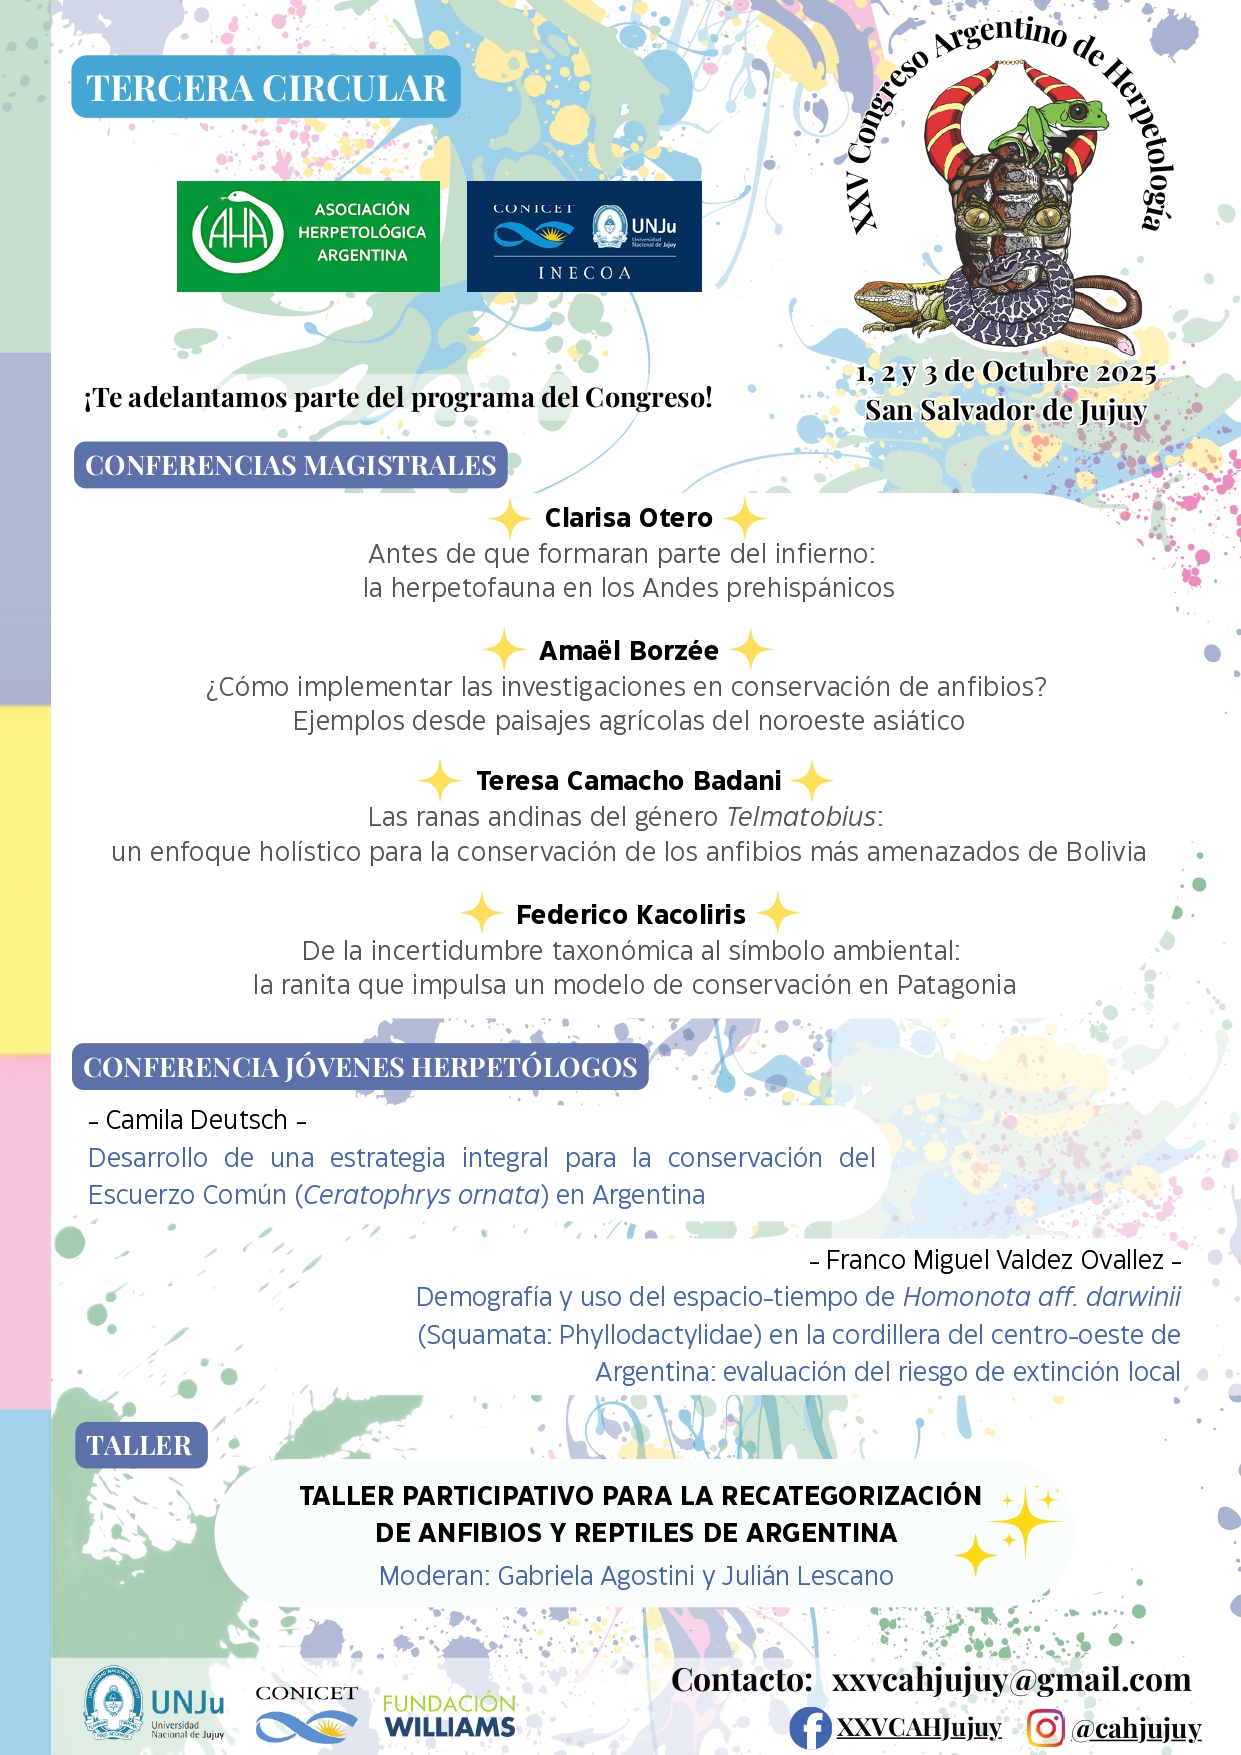 TERCERA CIRCULAR
XXV Congreso Argentino de Herpetología
AHA
ASOCIACIÓN
HERPETOLÓGICA
ARGENTINA
CONICET
UNJu
Universidad
Nacional de Jujuy
INECOA
1, 2 y 3 de Octubre 2025
San Salvador de Jujuy
¡Te adelantamos parte del programa del Congreso!
CONFERENCIAS MAGISTRALES
Clarisa Otero
Antes de que formaran parte del infierno:
la herpetofauna en los Andes prehispánicos
Amaël Borzée
¿Cómo implementar las investigaciones en conservación de anfibios?
Ejemplos desde paisajes agrícolas del noroeste asiático
Teresa Camacho Badani
Las ranas andinas del género Telmatobius:
un enfoque holístico para la conservación de los anfibios más amenazados de Bolivia
Federico Kacoliris
De la incertidumbre taxonómica al símbolo ambiental:
la ranita que impulsa un modelo de conservación en Patagonia
CONFERENCIA JÓVENES HERPETÓLOGOS
- Camila Deutsch -
Desarrollo de una estrategia integral para la conservación del
Escuerzo Común (Ceratophrys ornata) en Argentina
- Franco Miguel Valdez Ovallez -
Demografía y uso del espacio-tiempo de Homonota aff. darwinii
(Squamata: Phyllodactylidae) en la cordillera del centro-oeste de
Argentina: evaluación del riesgo de extinción local
TALLER
TALLER PARTICIPATIVO PARA LA RECATEGORIZACIÓN
DE ANFIBIOS Y REPTILES DE ARGENTINA
Moderan: Gabriela Agostini y Julián Lescano
UNJu
Universidad
Nacional de Jujuy
CONICET
FUNDACIÓN
WILLIAMS
Contacto: xxvcahjujuy@gmail.com
XXVCAHJujuy
@cahjujuy